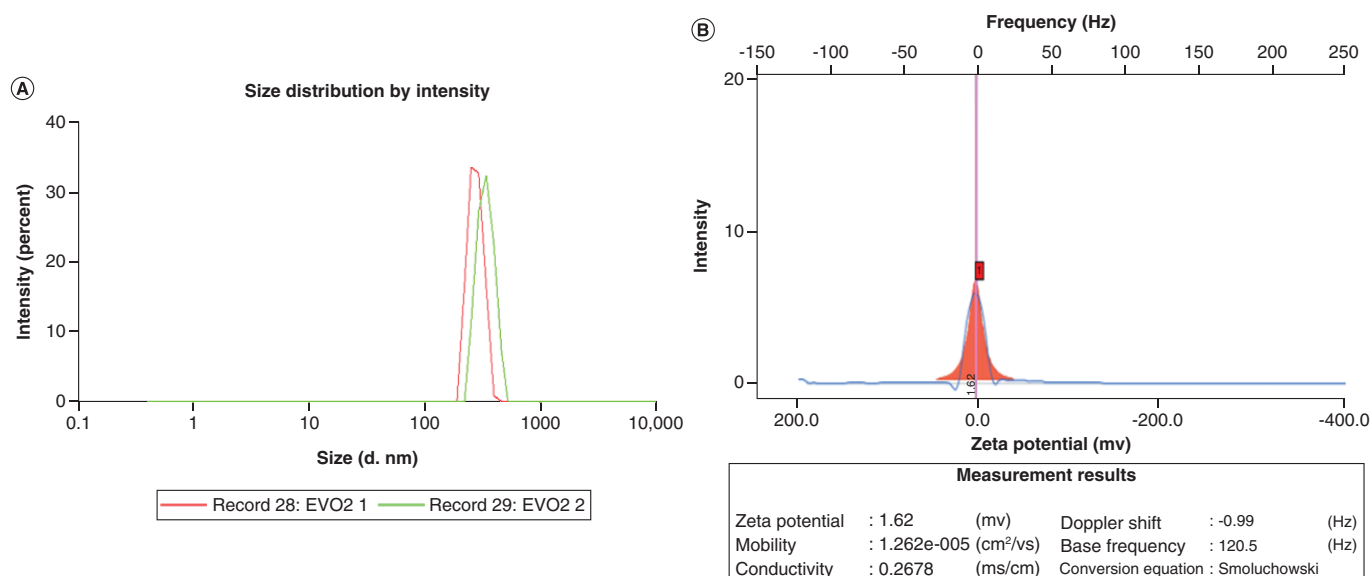 A
Size distribution by intensity
Intensity (percent)
40
30
20
10
0
0.1 1 10 100 1000 10,000
Size (d. nm)
Record 28: EVO2 1 Record 29: EVO2 2
B
Frequency (Hz)
-150 -100 -50 0 50 100 150 200 250
Intensity
20
10
0
1
1.62
200.0 0.0 -200.0 -400.0
Zeta potential (mv)
Measurement results
Zeta potential : 1.62 (mv) Doppler shift : -0.99 (Hz)
Mobility : 1.262e-005 (cm²/vs) Base frequency : 120.5 (Hz)
Conductivity : 0.2678 (ms/cm) Conversion equation : Smoluchowski